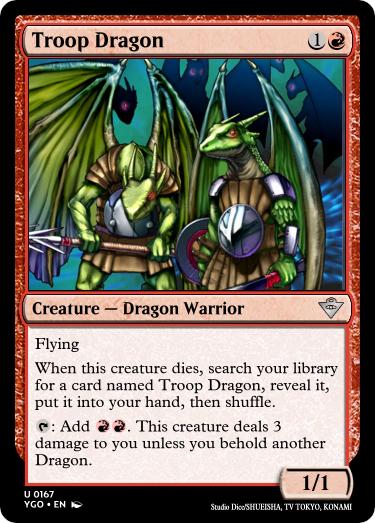 Troop Dragon 1
Creature — Dragon Warrior
Flying
When this creature dies, search your library
for a card named Troop Dragon, reveal it,
put it into your hand, then shuffle.
: Add . This creature deals 3
damage to you unless you behold another
Dragon.
1/1
U 0167
YGO • EN
Studio Dice/SHUEISHA, TV TOKYO, KONAMI